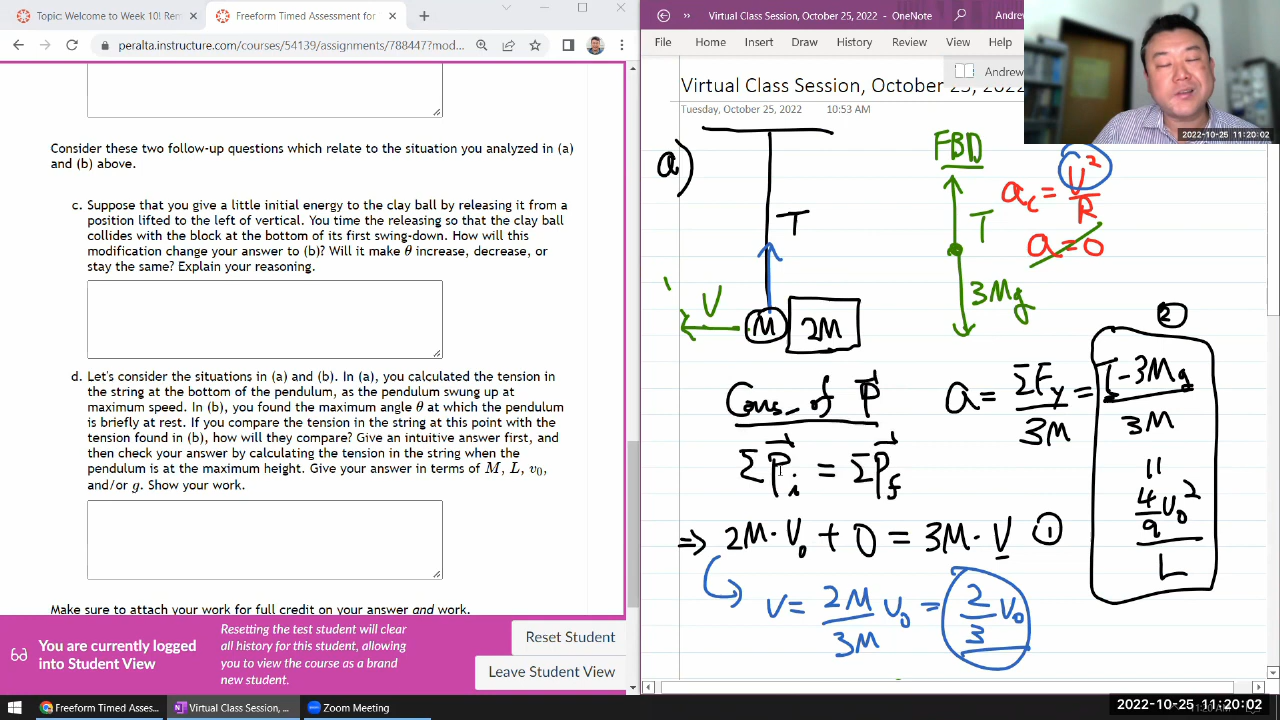 Topic: Welcome to Week 10! Rem
Freeform Timed Assessment for
peralta.instructure.com/courses/54139/assignments/788447?mod...
Consider these two follow-up questions which relate to the situation you analyzed in (a)
and (b) above.
c. Suppose that you give a little initial energy to the clay ball by releasing it from a
position lifted to the left of vertical. You time the releasing so that the clay ball
collides with the block at the bottom of its first swing-down. How will this
modification change your answer to (b)? Will it make θ increase, decrease, or
stay the same? Explain your reasoning.
d. Let's consider the situations in (a) and (b). In (a), you calculated the tension in
the string at the bottom of the pendulum, as the pendulum swung up at
maximum speed. In (b), you found the maximum angle θ at which the pendulum
is briefly at rest. If you compare the tension in the string at this point with the
tension found in (b), how will they compare? Give an intuitive answer first, and
then check your answer by calculating the tension in the string when the
pendulum is at the maximum height. Give your answer in terms of M, L, v₀,
and/or g. Show your work.
Make sure to attach your work for full credit on your answer and work.
You are currently logged
into Student View
Resetting the test student will clear
all history for this student, allowing
you to view the course as a brand
new student.
Reset Student
Leave Student View
Freeform Timed Asses...
Virtual Class Session, ...
Zoom Meeting
Virtual Class Session, October 25, 2022 - OneNote
Andrew
File Home Insert Draw History Review View Help
Andrew
Virtual Class Session, October 25, 2022
Tuesday, October 25, 2022 10:53 AM
2022-10-25 11:20:02
a)
T
V
M
2M
FBD
T
3Mg
a_c = V²/R
a = 0
Cons. of P⃗
ΣP⃗i = ΣP⃗f
⇒ 2M·V₀ + 0 = 3M·V ①
V = 2M/3M V₀ = 2/3 V₀
②
a = ΣFy/3M = T-3Mg/3M
=
4/9 V₀²/L
2022-10-25 11:20:02